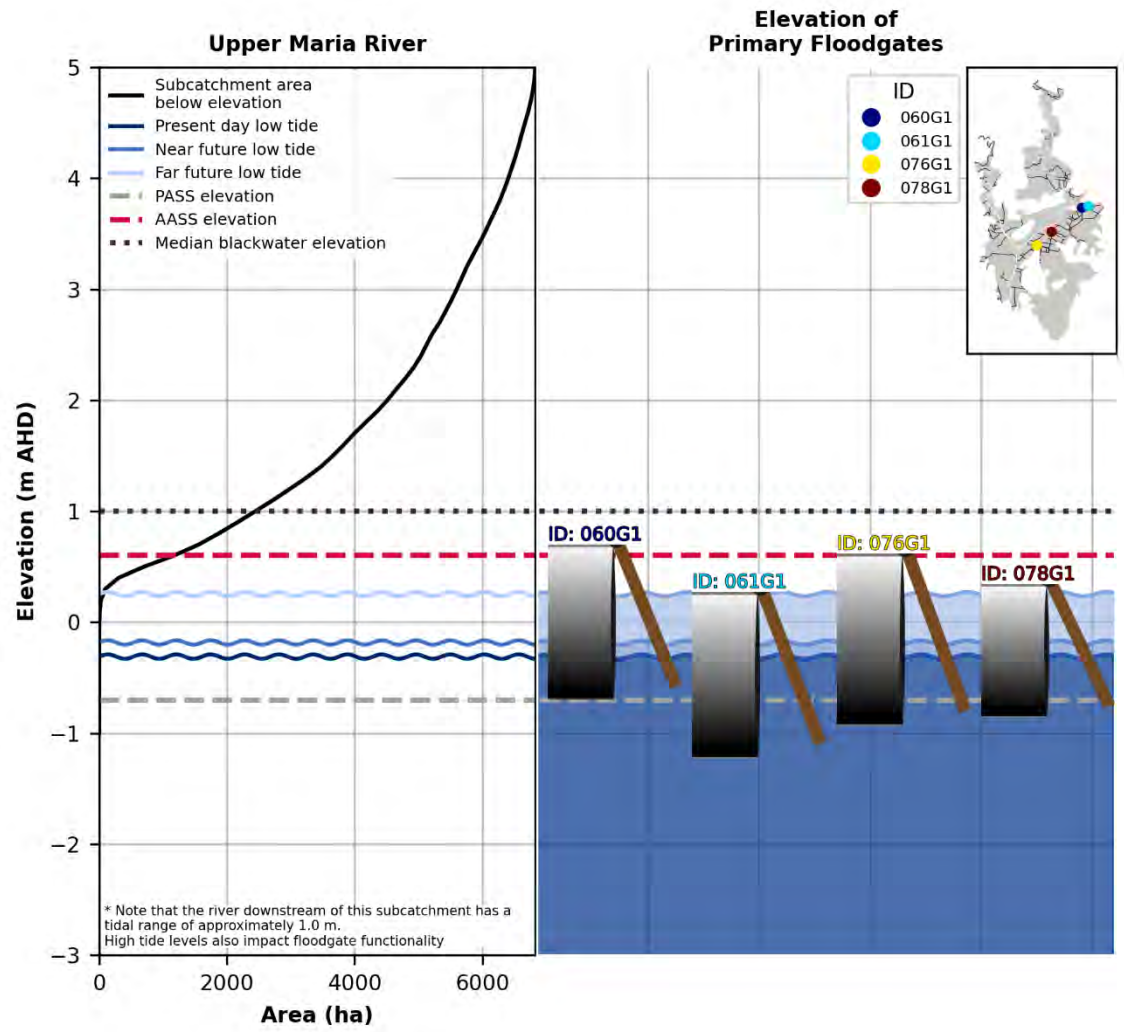 Upper Maria River
Elevation of
Primary Floodgates
5
4
3
2
1
0
−1
−2
−3
Elevation (m AHD)
Subcatchment area
below elevation
Present day low tide
Near future low tide
Far future low tide
PASS elevation
AASS elevation
Median blackwater elevation
* Note that the river downstream of this subcatchment has a
tidal range of approximately 1.0 m.
High tide levels also impact floodgate functionality
0
2000
4000
6000
Area (ha)
ID
060G1
061G1
076G1
078G1
ID: 060G1
ID: 061G1
ID: 076G1
ID: 078G1